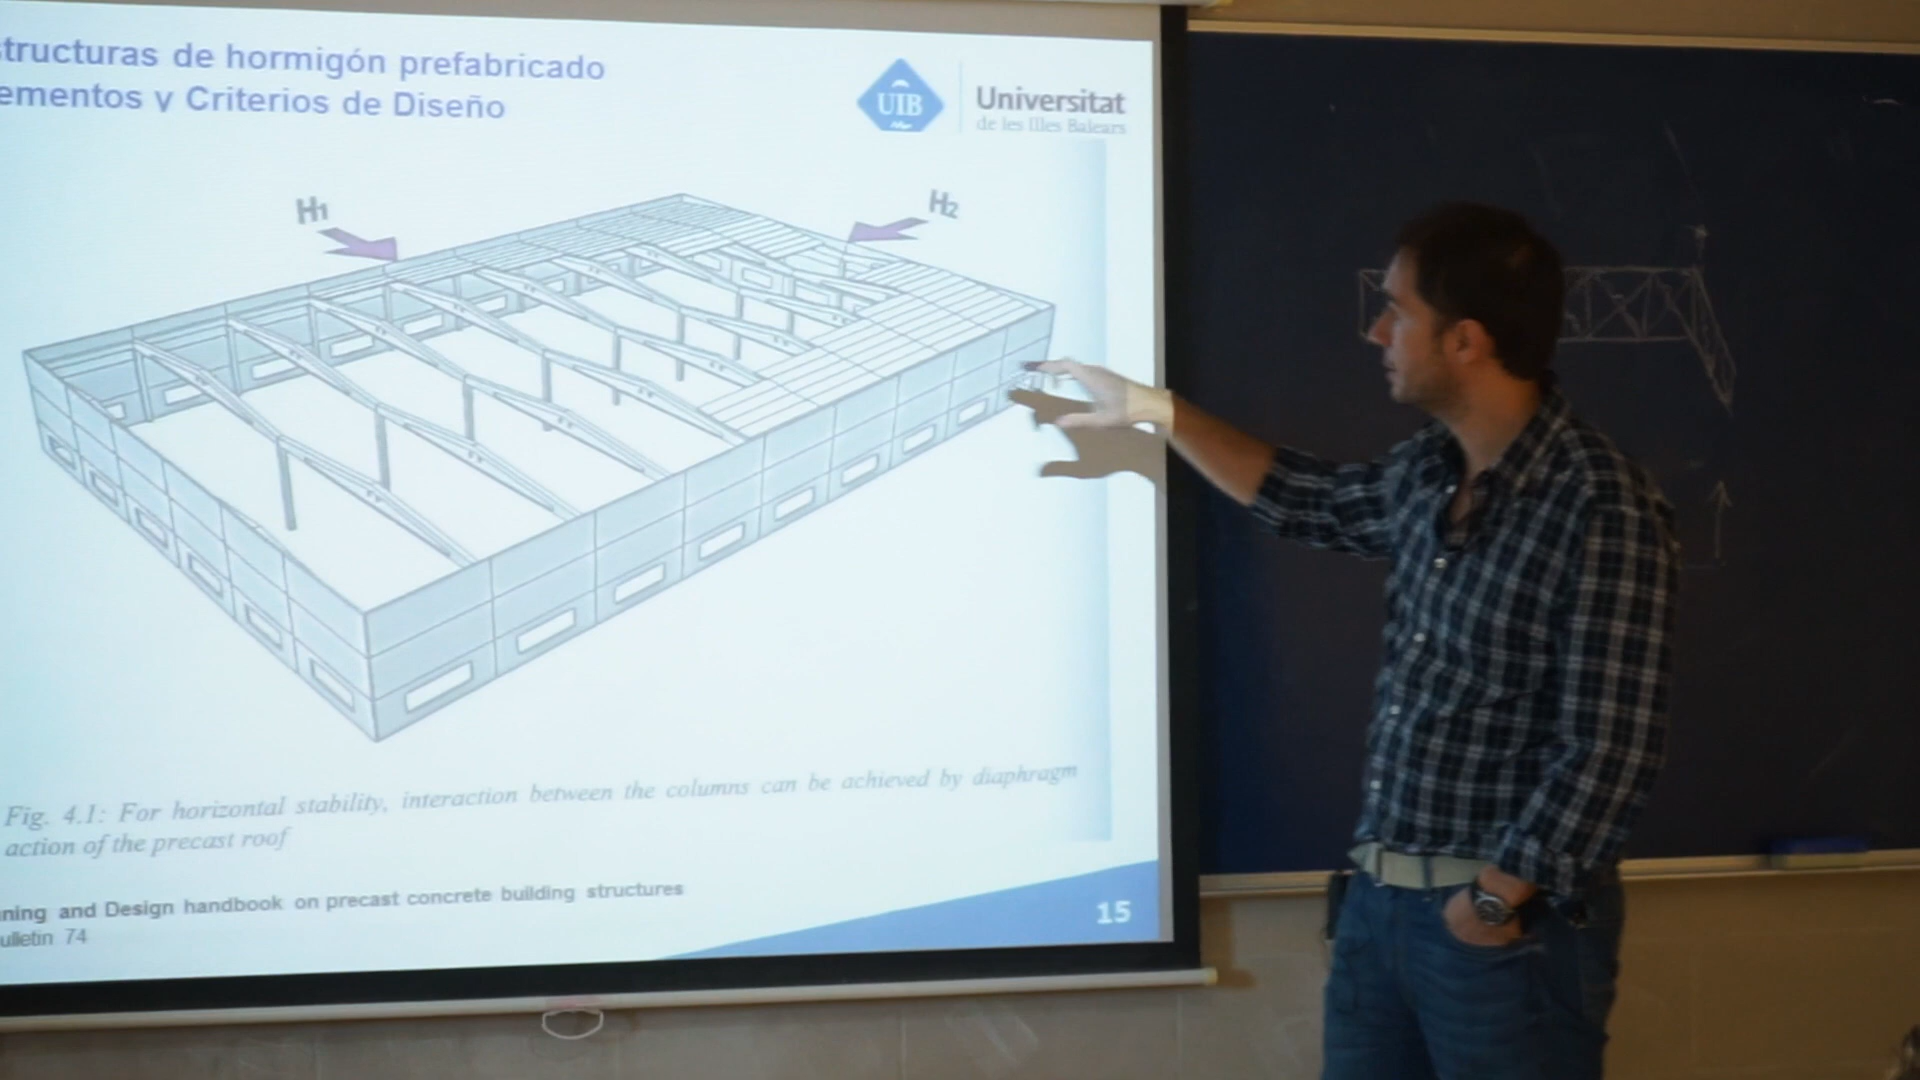 tructuras de hormigón prefabricado
ementos y Criterios de Diseño
UIB
Universitat
de les Illes Balears
H1
H2
Fig. 4.1: For horizontal stability, interaction between the columns can be achieved by diaphragm
action of the precast roof
ning and Design handbook on precast concrete building structures
ulletin 74
15